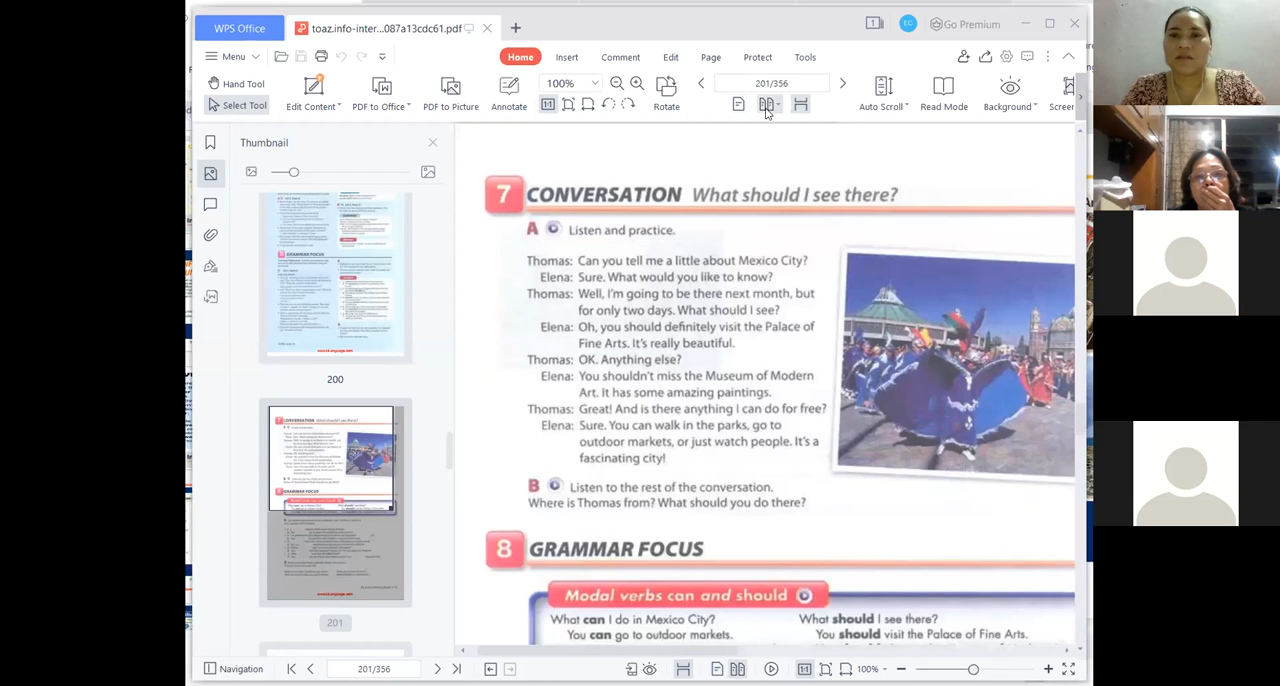 WPS Office
toaz.info-inter...087a13cdc61.pdf
1
EC
Go Premium
Menu
Home
Insert
Comment
Edit
Page
Protect
Tools
Hand Tool
Select Tool
Edit Content
PDF to Office
PDF to Picture
Annotate
100%
Rotate
201/356
Auto Scroll
Read Mode
Background
Screen
Thumbnail
200
201
7 CONVERSATION What should I see there?
A Listen and practice.
Thomas: Can you tell me a little about Mexico City?
Elena: Sure. What would you like to know?
Thomas: Well, I'm going to be there next month, but
for only two days. What should I see?
Elena: Oh, you should definitely visit the Palace of
Fine Arts. It's really beautiful.
Thomas: OK. Anything else?
Elena: You shouldn't miss the Museum of Modern
Art. It has some amazing paintings.
Thomas: Great! And is there anything I can do for free?
Elena: Sure. You can walk in the parks, go to
outdoor markets, or just watch people. It's a
fascinating city!
B Listen to the rest of the conversation.
Where is Thomas from? What should you do there?
8 GRAMMAR FOCUS
Modal verbs can and should
What can I do in Mexico City?
What should I see there?
You can go to outdoor markets.
You should visit the Palace of Fine Arts.
Navigation
201/356
100%